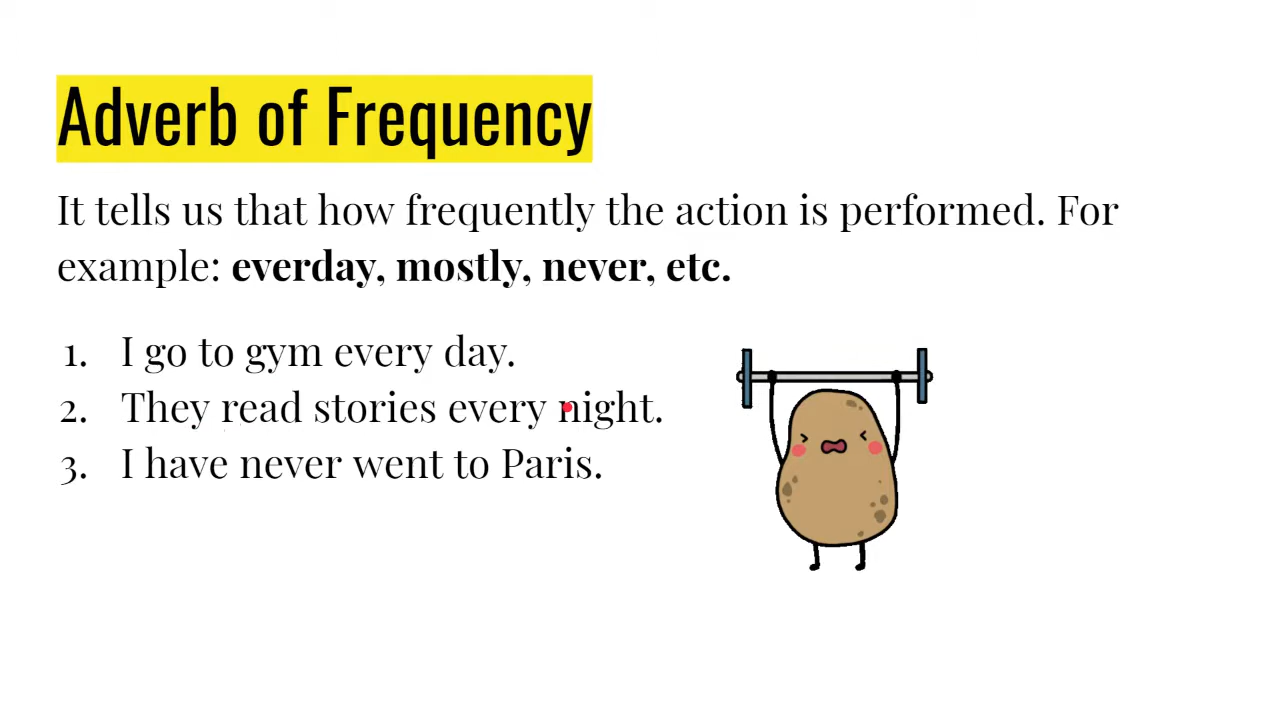 Adverb of Frequency
It tells us that how frequently the action is performed. For
example: everday, mostly, never, etc.
1. I go to gym every day.
2. They read stories every night.
3. I have never went to Paris.